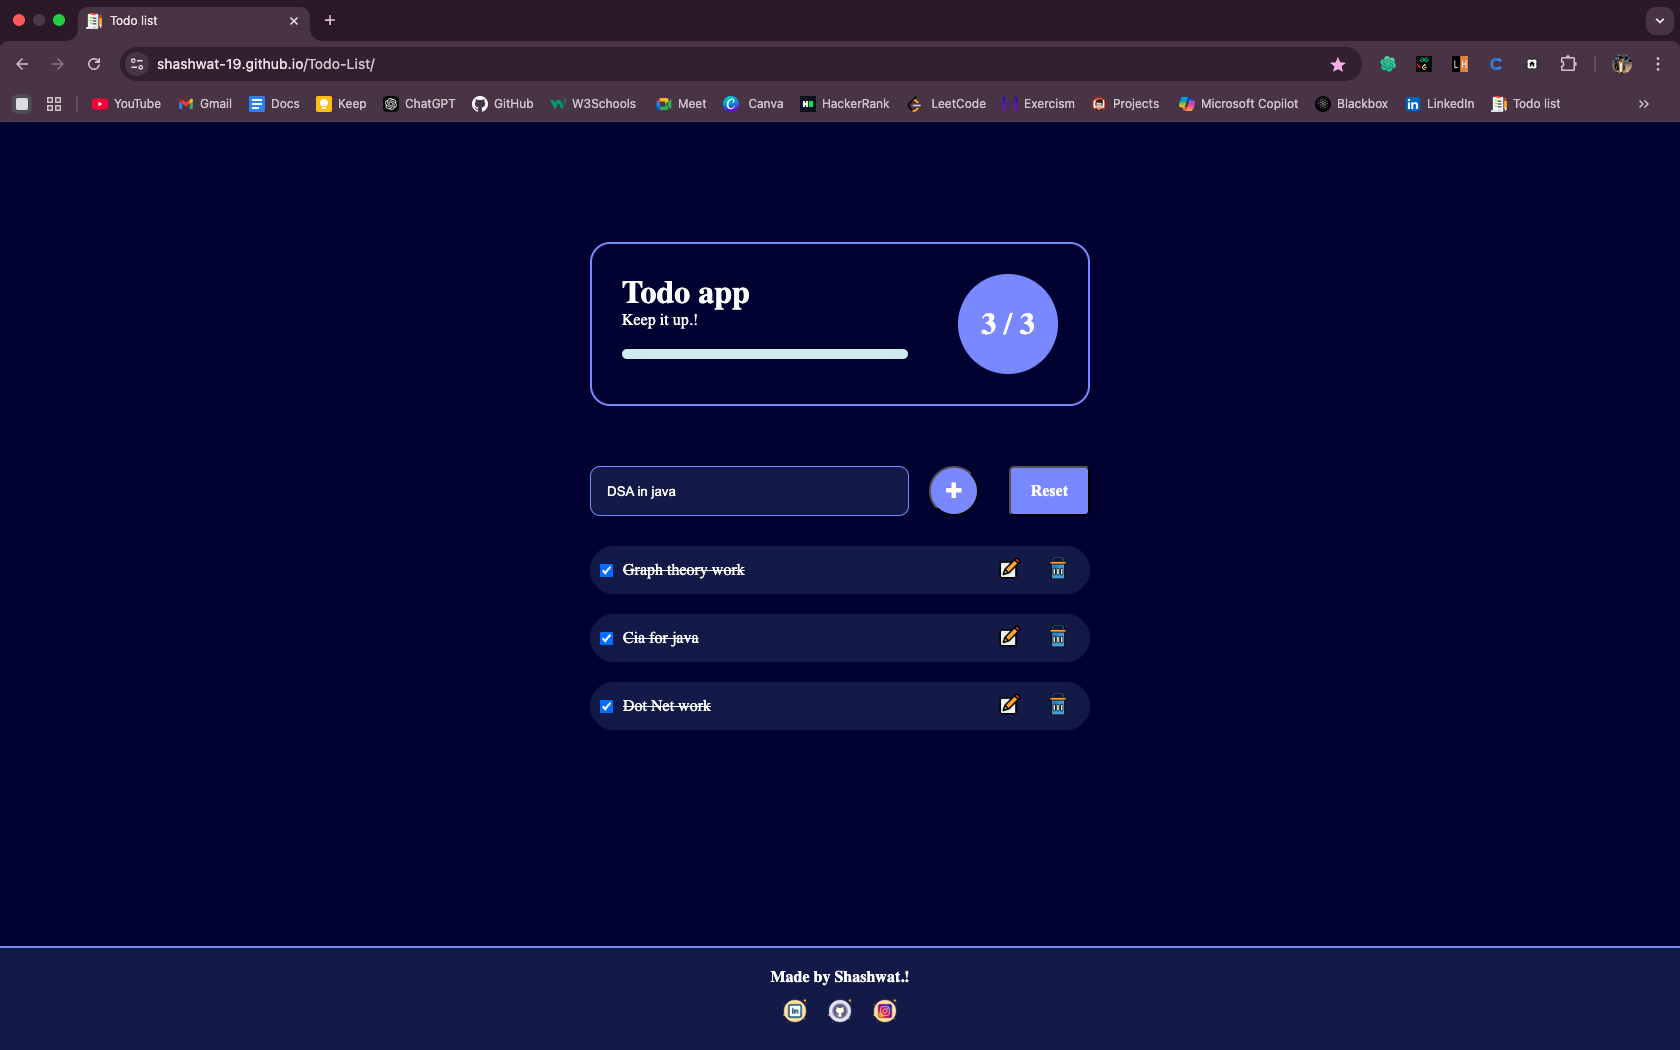 Todo list
shashwat-19.github.io/Todo-List/
YouTube Gmail Docs Keep ChatGPT GitHub W3Schools Meet Canva HackerRank LeetCode Exercism Projects Microsoft Copilot Blackbox LinkedIn Todo list
Todo app
Keep it up.!
3 / 3
DSA in java
Reset
Graph theory work
Cia for java
Dot Net work
Made by Shashwat.!